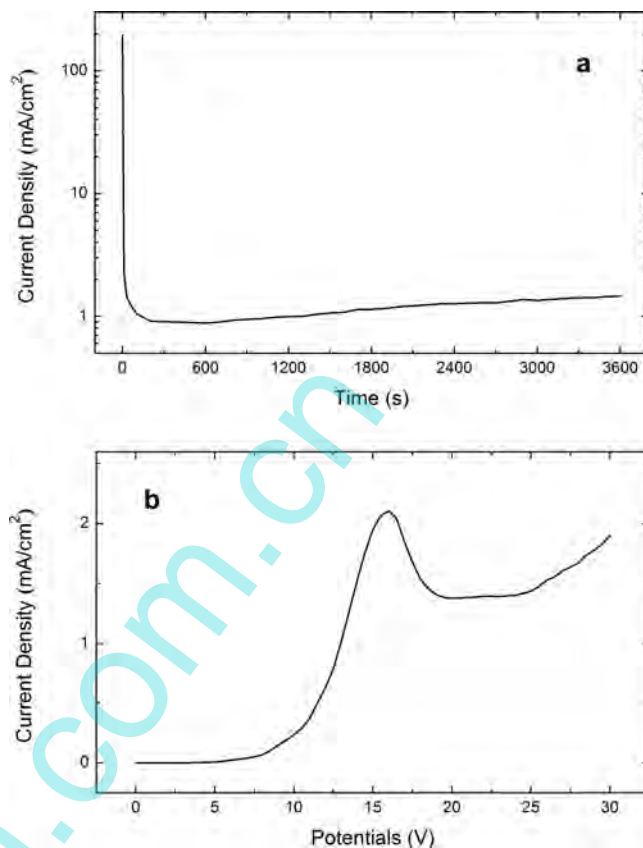 a
100
10
1
Current Density (mA/cm²)
0 600 1200 1800 2400 3000 3600
Time (s)
b
2
1
0
Current Density (mA/cm²)
0 5 10 15 20 25 30
Potentials (V)
.com.cn